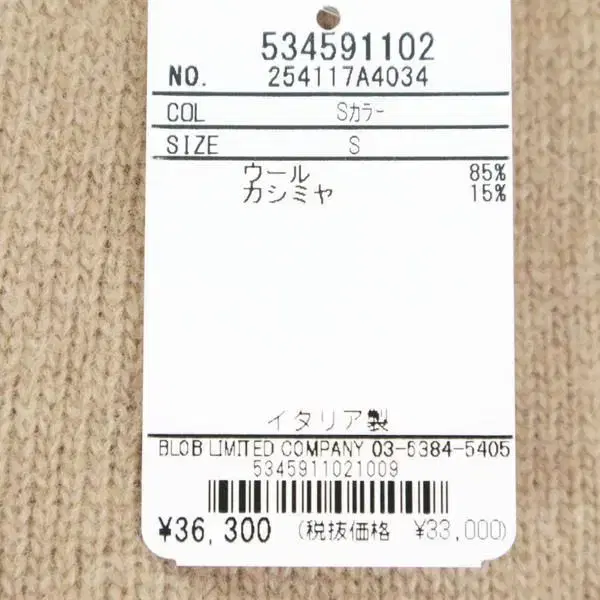 534591102
NO. 254117A4034
COL Sカラー
SIZE S
ウール 85%
カシミヤ 15%
イタリア製
BLOB LIMITED COMPANY 03-6384-5405
5345911021009
¥36,300 (税抜価格 ¥33,000)